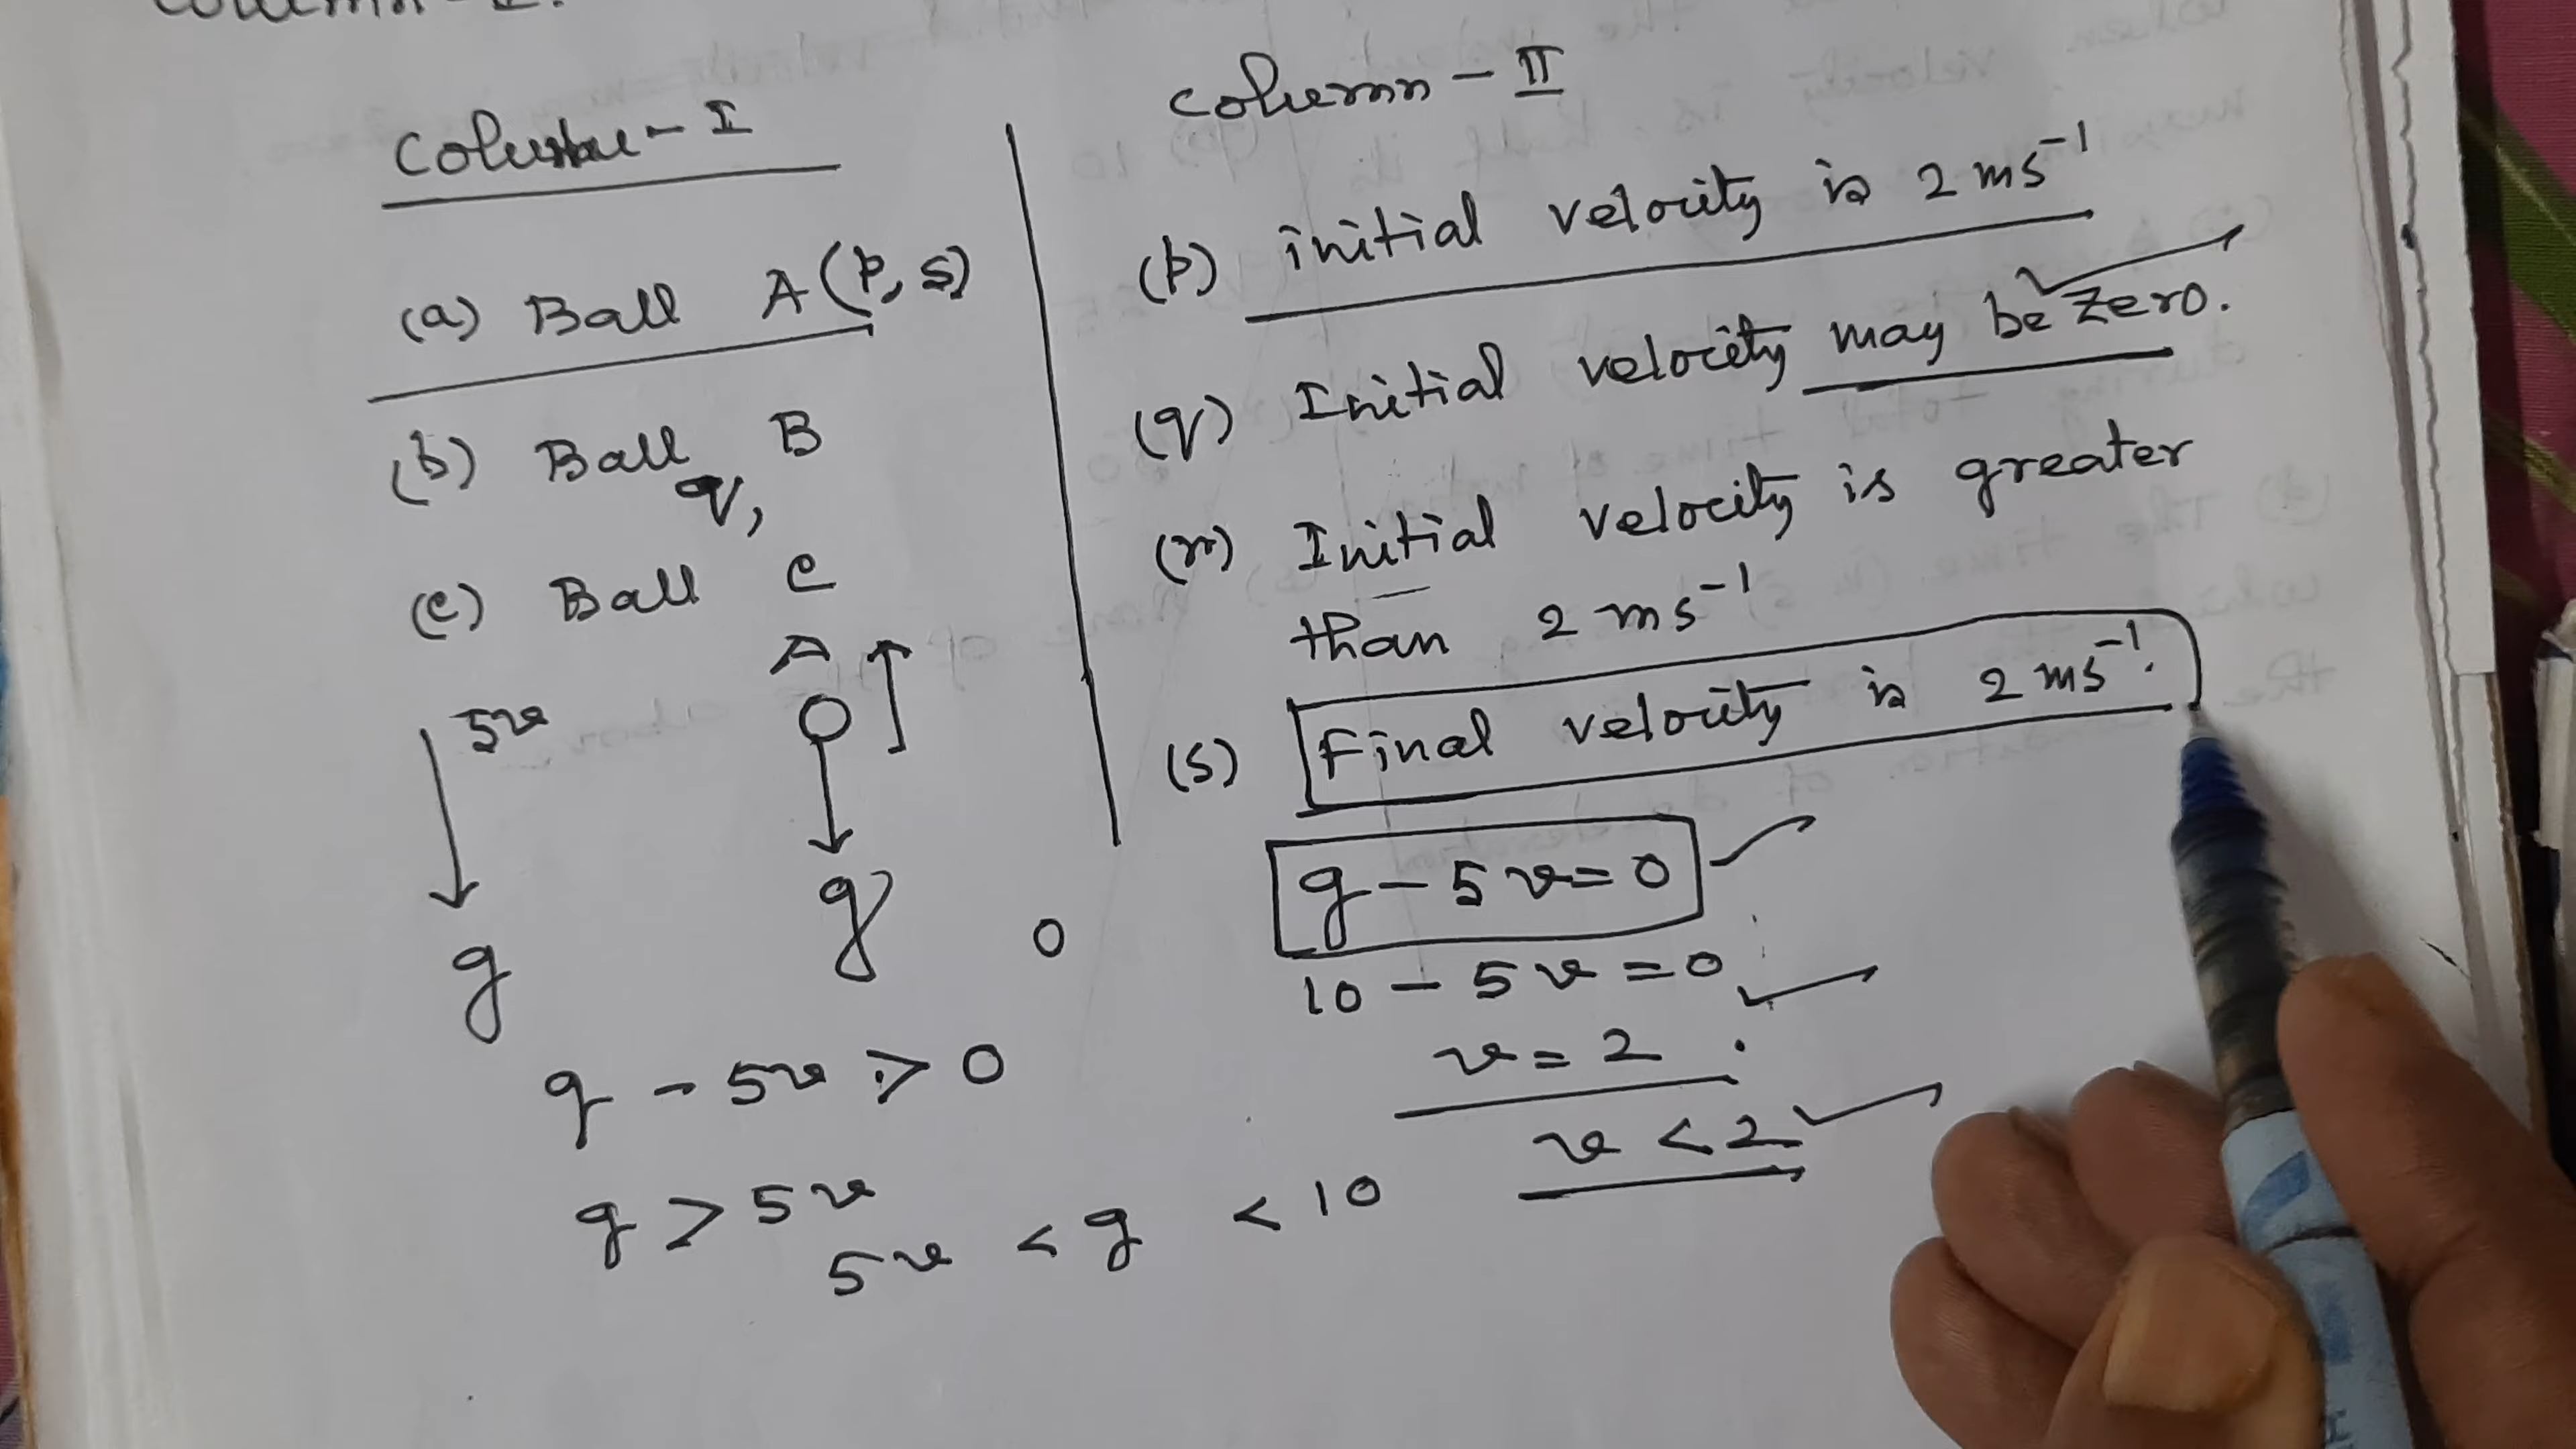 Column - I
(a) Ball A (p, s)
(b) Ball B
q,
(c) Ball C
A
5v
g
g
0
g - 5v > 0
g > 5v
5v < g < 10
Column - II
(p) initial velocity is 2 ms⁻¹
(q) Initial velocity may be zero.
(r) Initial velocity is greater
than 2 ms⁻¹
(s) Final velocity is 2 ms⁻¹.
g - 5v = 0
10 - 5v = 0
v = 2
v < 2